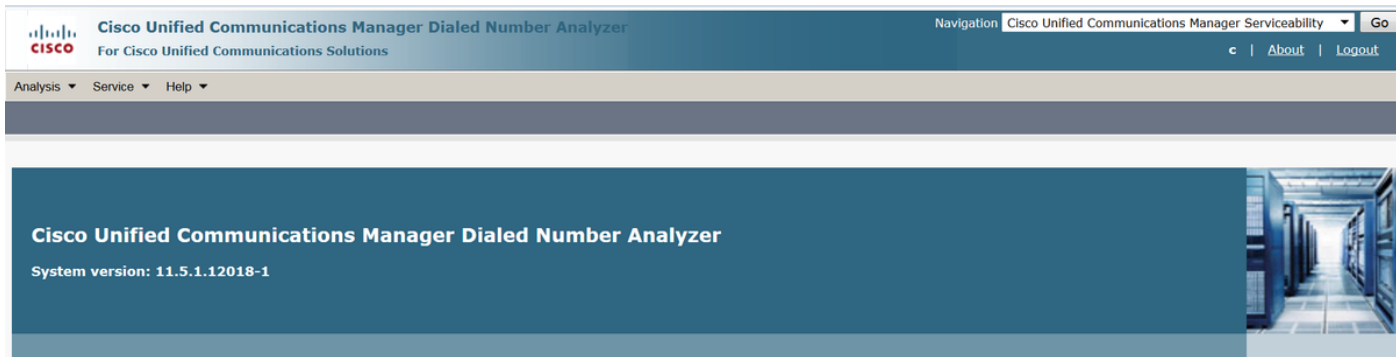 Cisco Unified Communications Manager Dialed Number Analyzer
For Cisco Unified Communications Solutions
CISCO
Navigation Cisco Unified Communications Manager Serviceability Go
c | About | Logout
Analysis Service Help
Cisco Unified Communications Manager Dialed Number Analyzer
System version: 11.5.1.12018-1